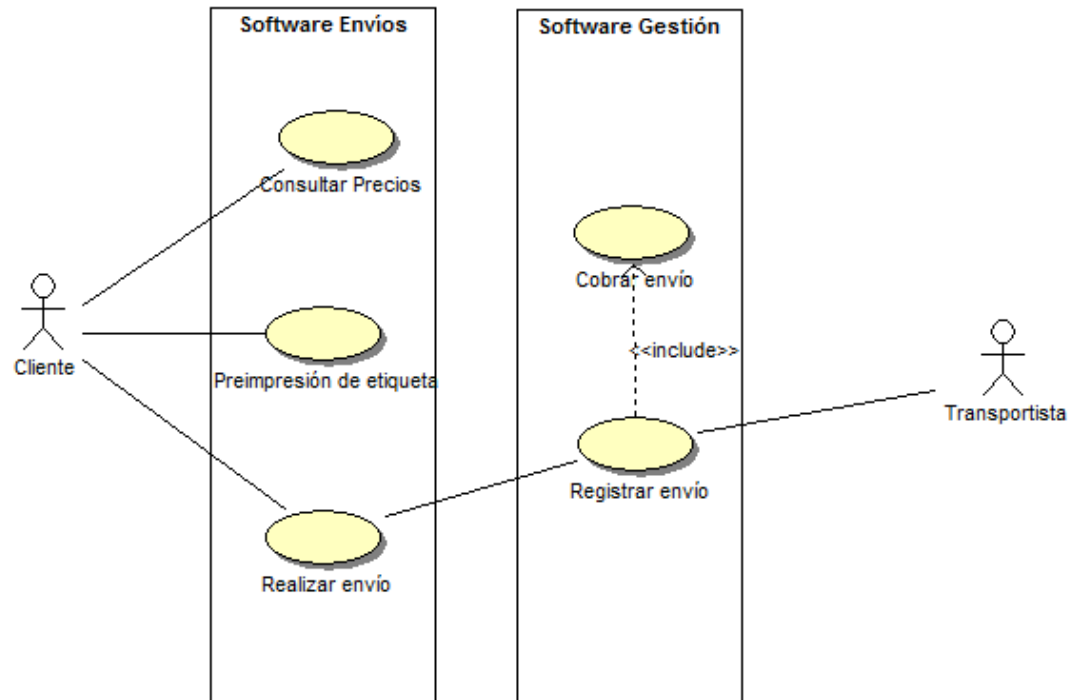 Software Envíos
Software Gestión
Consultar Precios
Cobrar envío
<<include>>
Cliente
Preimpresión de etiqueta
Transportista
Registrar envío
Realizar envío